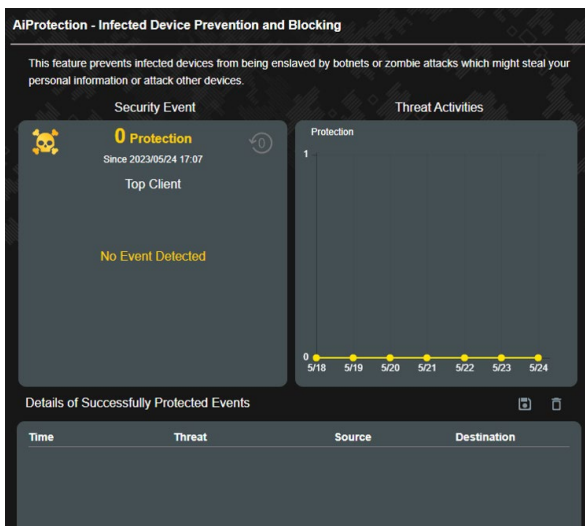 AiProtection - Infected Device Prevention and Blocking
This feature prevents infected devices from being enslaved by botnets or zombie attacks which might steal your
personal information or attack other devices.
Security Event
0 Protection
0
Since 2023/05/24 17:07
Top Client
No Event Detected
Threat Activities
Protection
1
0
5/18 5/19 5/20 5/21 5/22 5/23 5/24
Details of Successfully Protected Events
Time Threat Source Destination